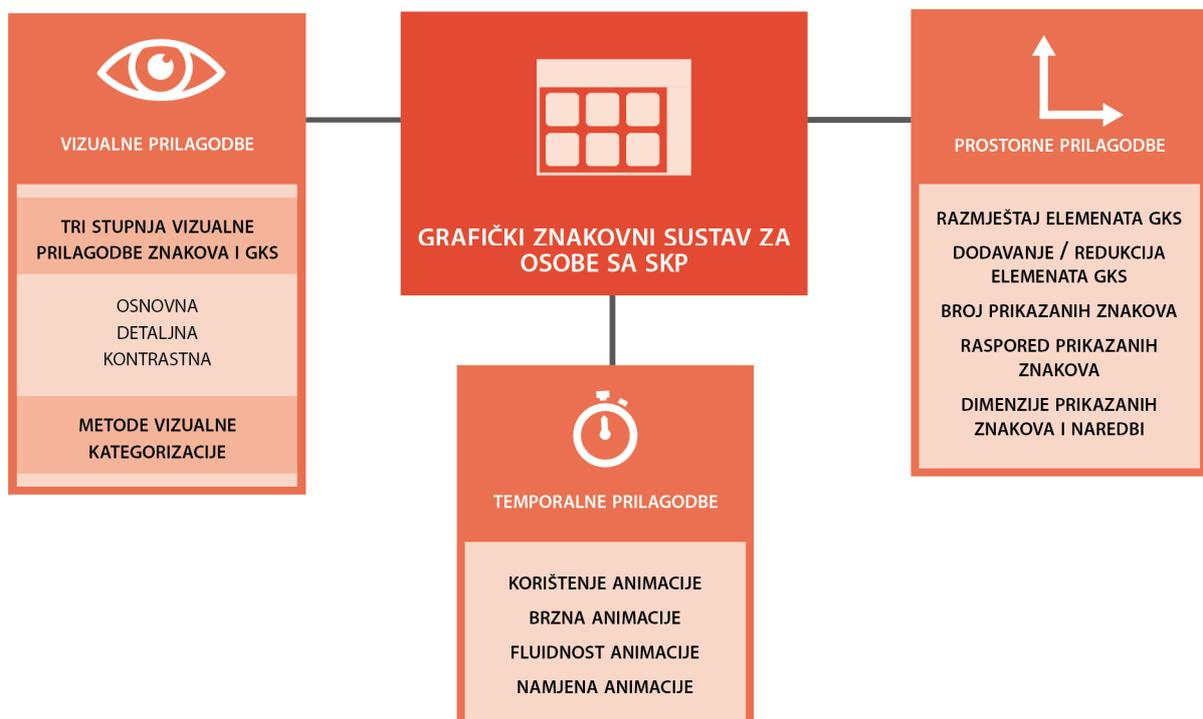 VIZUALNE PRILAGODBE
TRI STUPNJA VIZUALNE
PRILAGODBE ZNAKOVA I GKS
OSNOVNA
DETALJNA
KONTRASTNA
METODE VIZUALNE
KATEGORIZACIJE
GRAFIČKI ZNAKOVNI SUSTAV ZA
OSOBE SA SKP
TEMPORALNE PRILAGODBE
KORIŠTENJE ANIMACIJE
BRZNA ANIMACIJE
FLUIDNOST ANIMACIJE
NAMJENA ANIMACIJE
PROSTORNE PRILAGODBE
RAZMJEŠTAJ ELEMENATA GKS
DODAVANJE / REDUKCIJA
ELEMENATA GKS
BROJ PRIKAZANIH ZNAKOVA
RASPORED PRIKAZANIH
ZNAKOVA
DIMENZIJE PRIKAZANIH
ZNAKOVA I NAREDBI